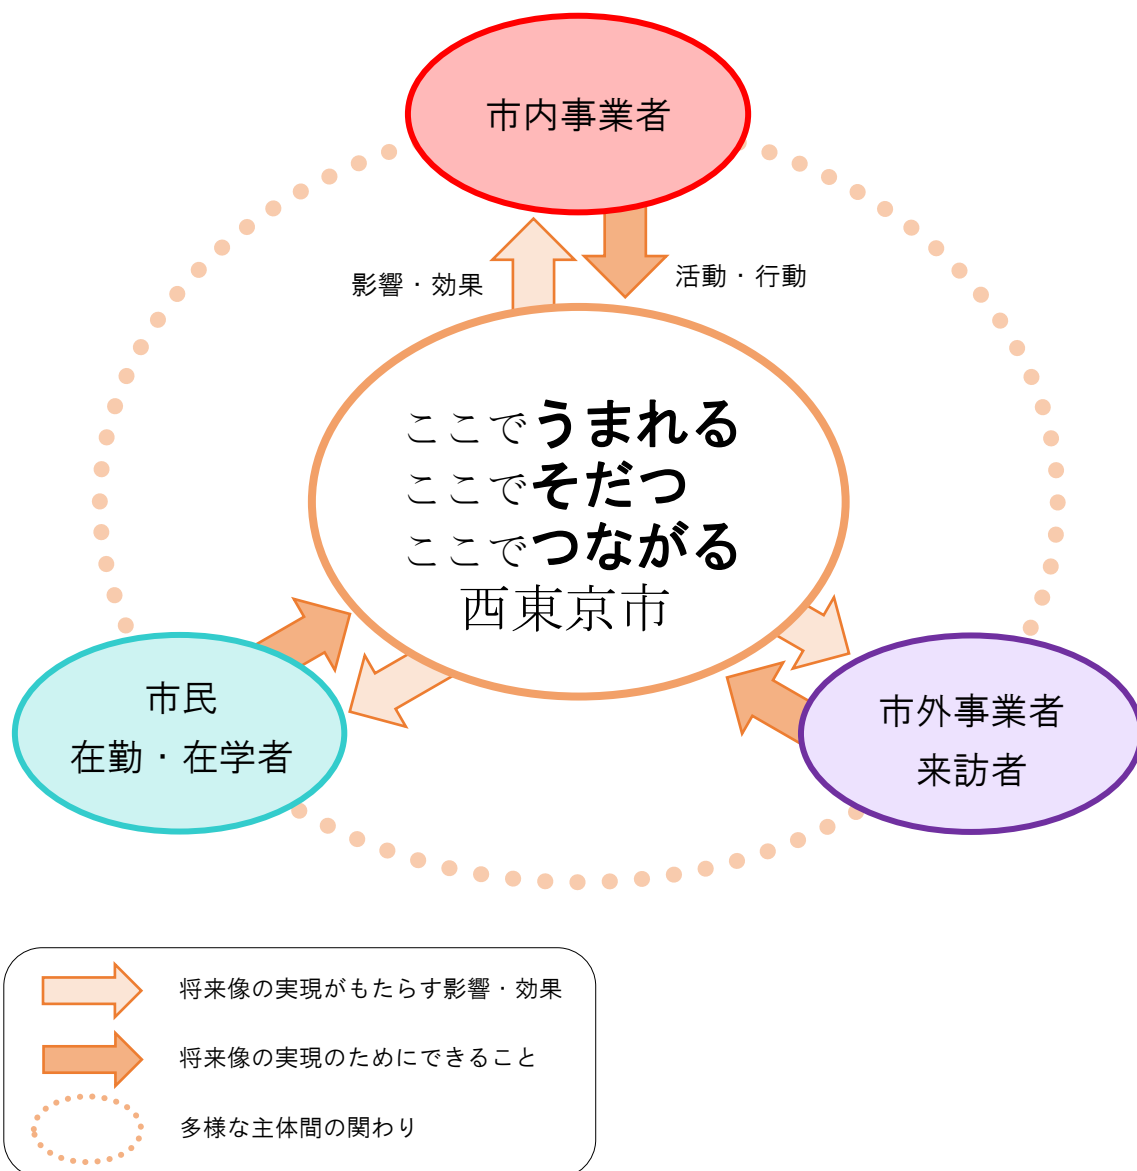 市内事業者
影響・効果
活動・行動
ここでうまれる
ここでそだつ
ここでつながる
西東京市
市民
在勤・在学者
市外事業者
来訪者
将来像の実現がもたらす影響・効果
将来像の実現のためにできること
多様な主体間の関わり